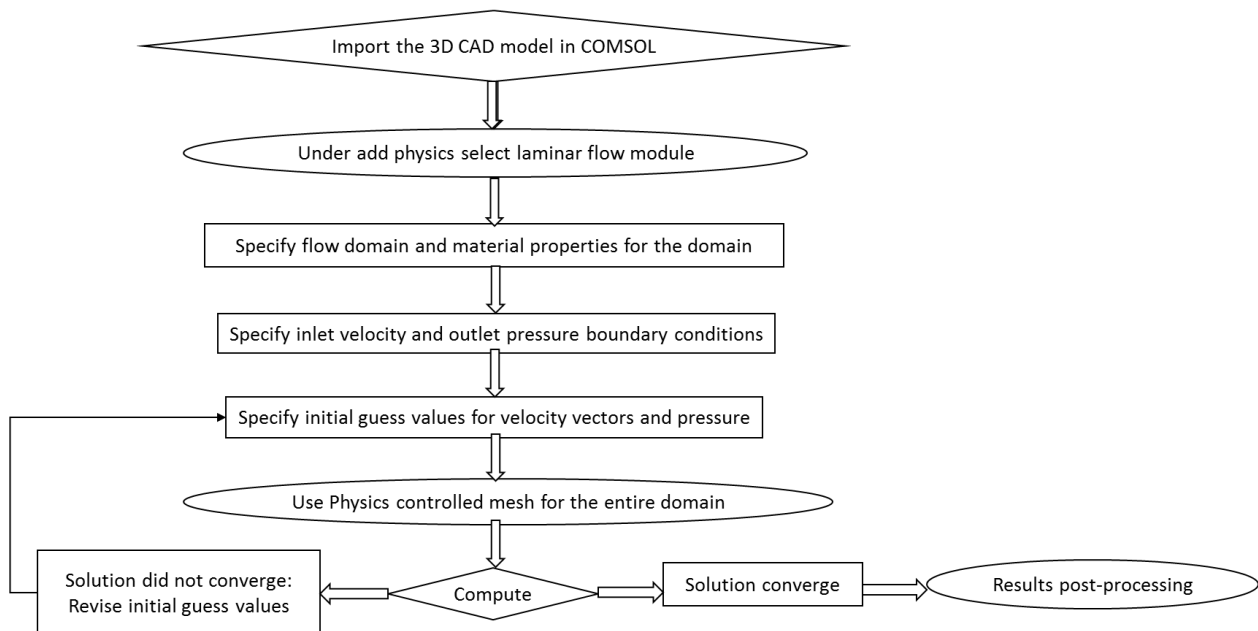 Import the 3D CAD model in COMSOL
Under add physics select laminar flow module
Specify flow domain and material properties for the domain
Specify inlet velocity and outlet pressure boundary conditions
Specify initial guess values for velocity vectors and pressure
Use Physics controlled mesh for the entire domain
Solution did not converge:
Revise initial guess values
Compute
Solution converge
Results post-processing